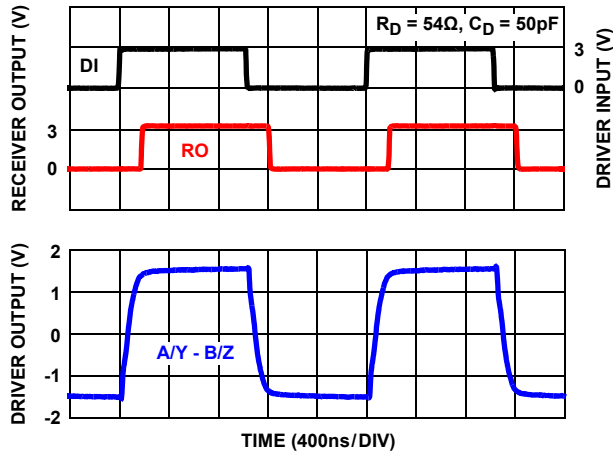 RECEIVER OUTPUT (V)
R_D = 54Ω, C_D = 50pF
DI
3
0
DRIVER INPUT (V)
3
RO
0
DRIVER OUTPUT (V)
2
1
0
A/Y - B/Z
-1
-2
TIME (400ns/DIV)